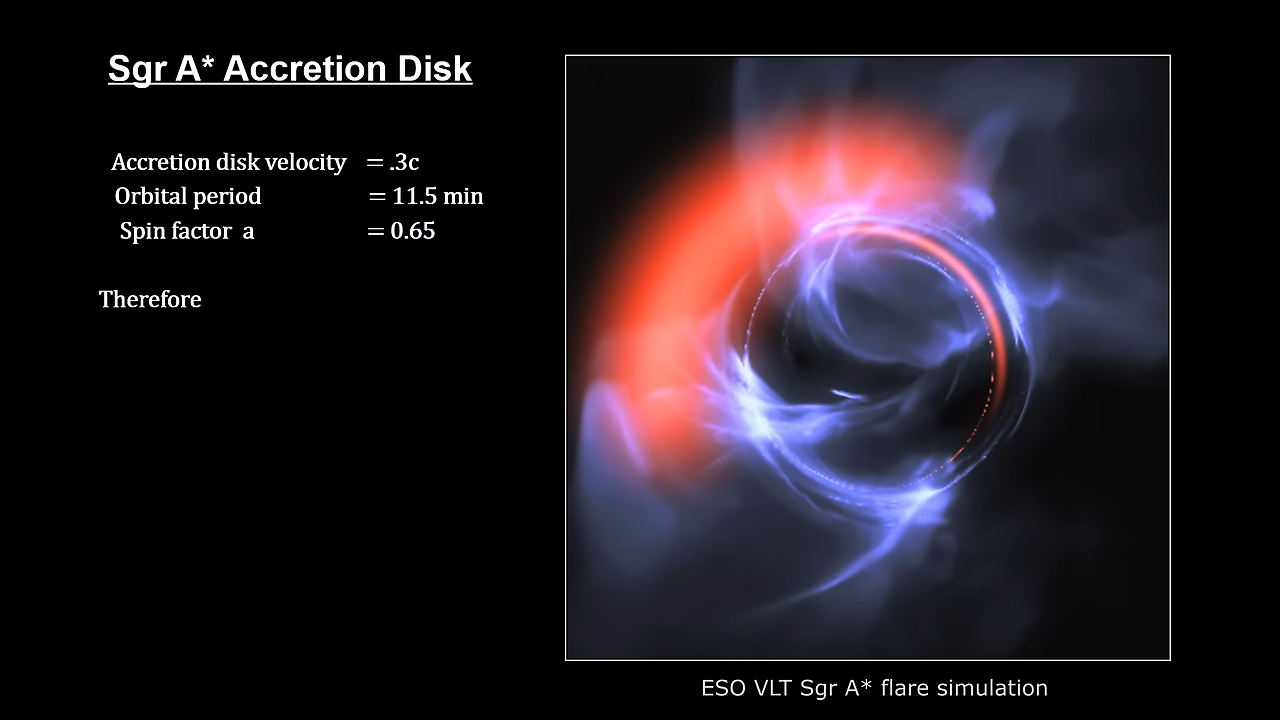 Sgr A* Accretion Disk
Accretion disk velocity = .3c
Orbital period = 11.5 min
Spin factor a = 0.65
Therefore
ESO VLT Sgr A* flare simulation